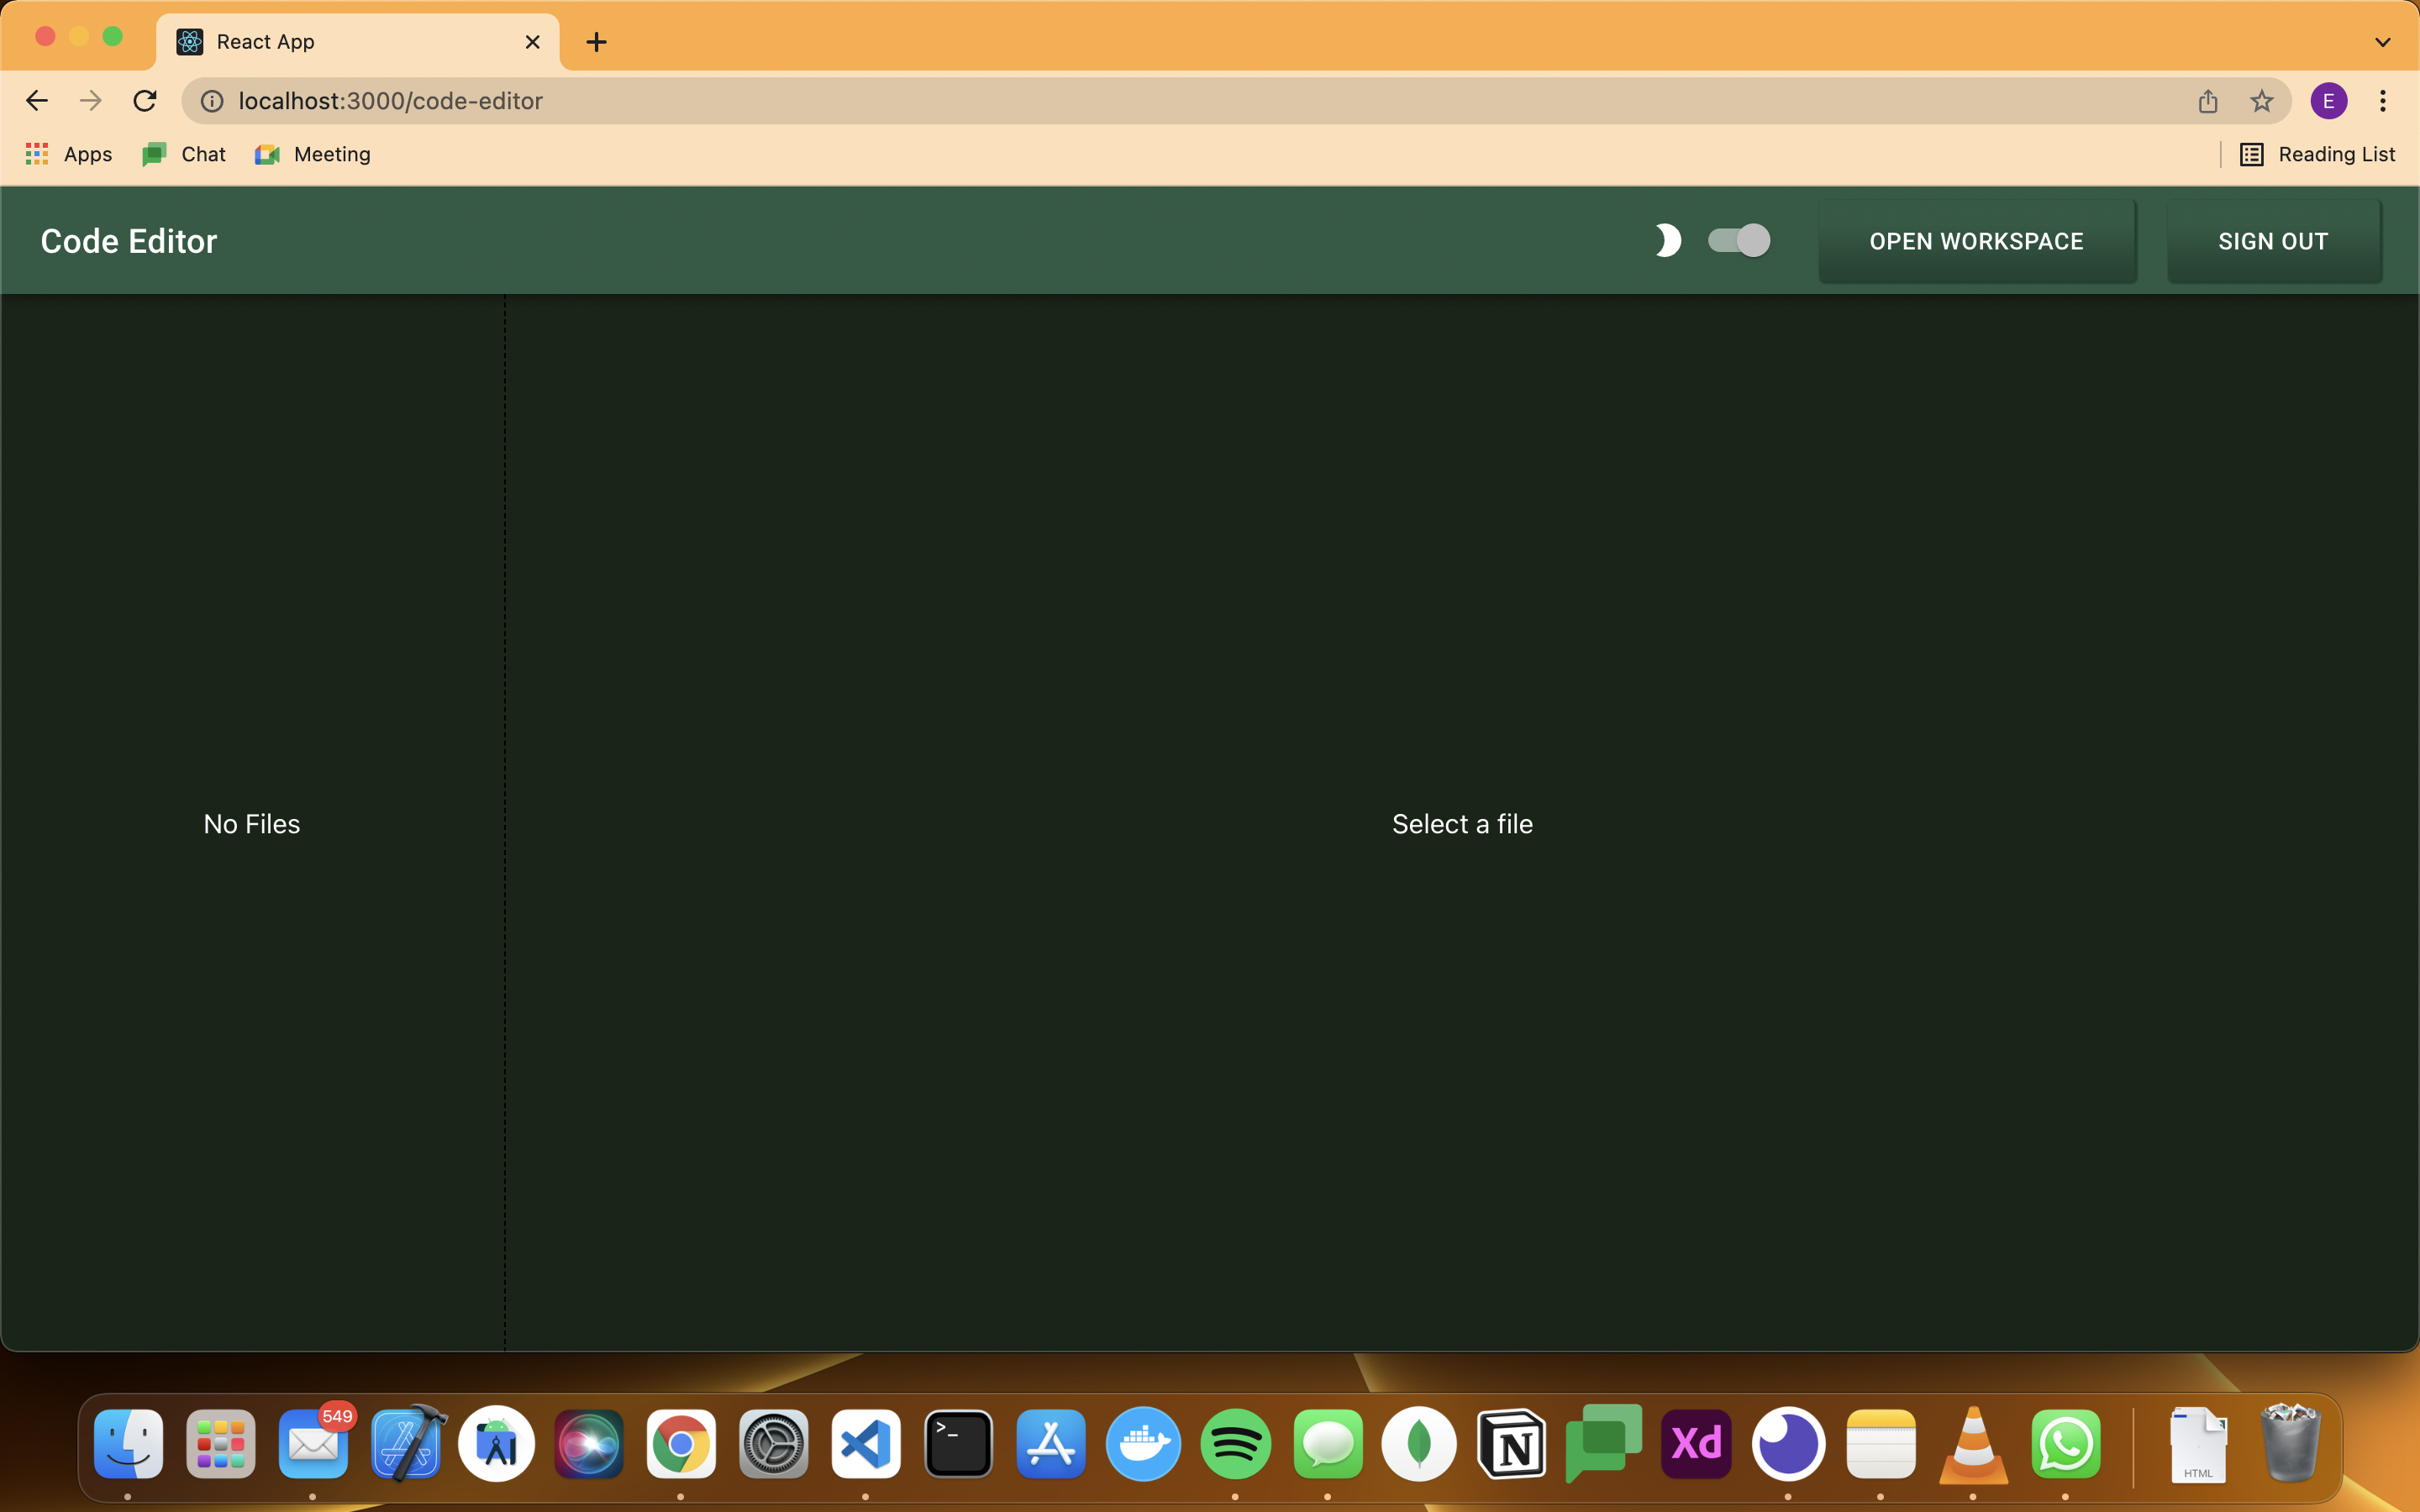 React App
localhost:3000/code-editor
E
Apps
Chat
Meeting
Reading List
Code Editor
OPEN WORKSPACE
SIGN OUT
No Files
Select a file
549
>_
N
Xd
HTML